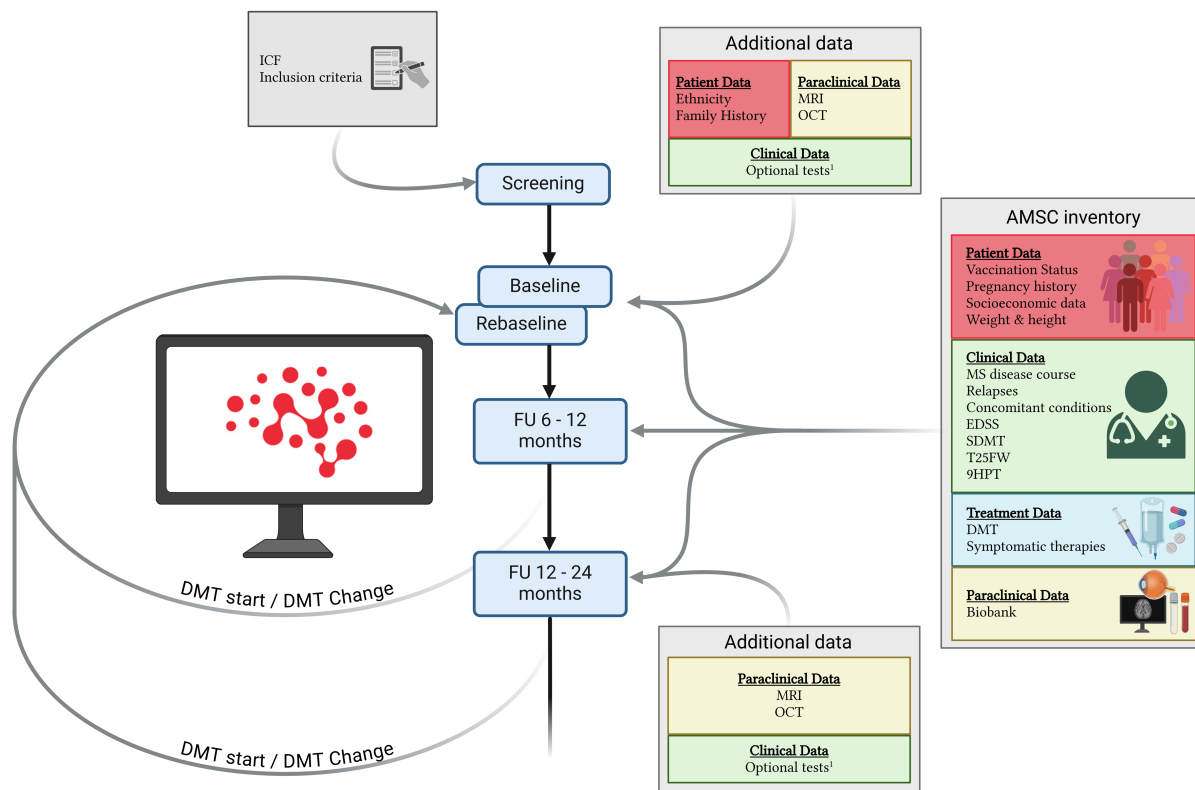 ICF
Inclusion criteria
Additional data
Patient Data
Ethnicity
Family History
Paraclinical Data
MRI
OCT
Clinical Data
Optional tests¹
Screening
Baseline
Rebaseline
FU 6 - 12
months
FU 12 - 24
months
DMT start / DMT Change
DMT start / DMT Change
AMSC inventory
Patient Data
Vaccination Status
Pregnancy history
Socioeconomic data
Weight & height
Clinical Data
MS disease course
Relapses
Concomitant conditions
EDSS
SDMT
T25FW
9HPT
Treatment Data
DMT
Symptomatic therapies
Paraclinical Data
Biobank
Additional data
Paraclinical Data
MRI
OCT
Clinical Data
Optional tests¹